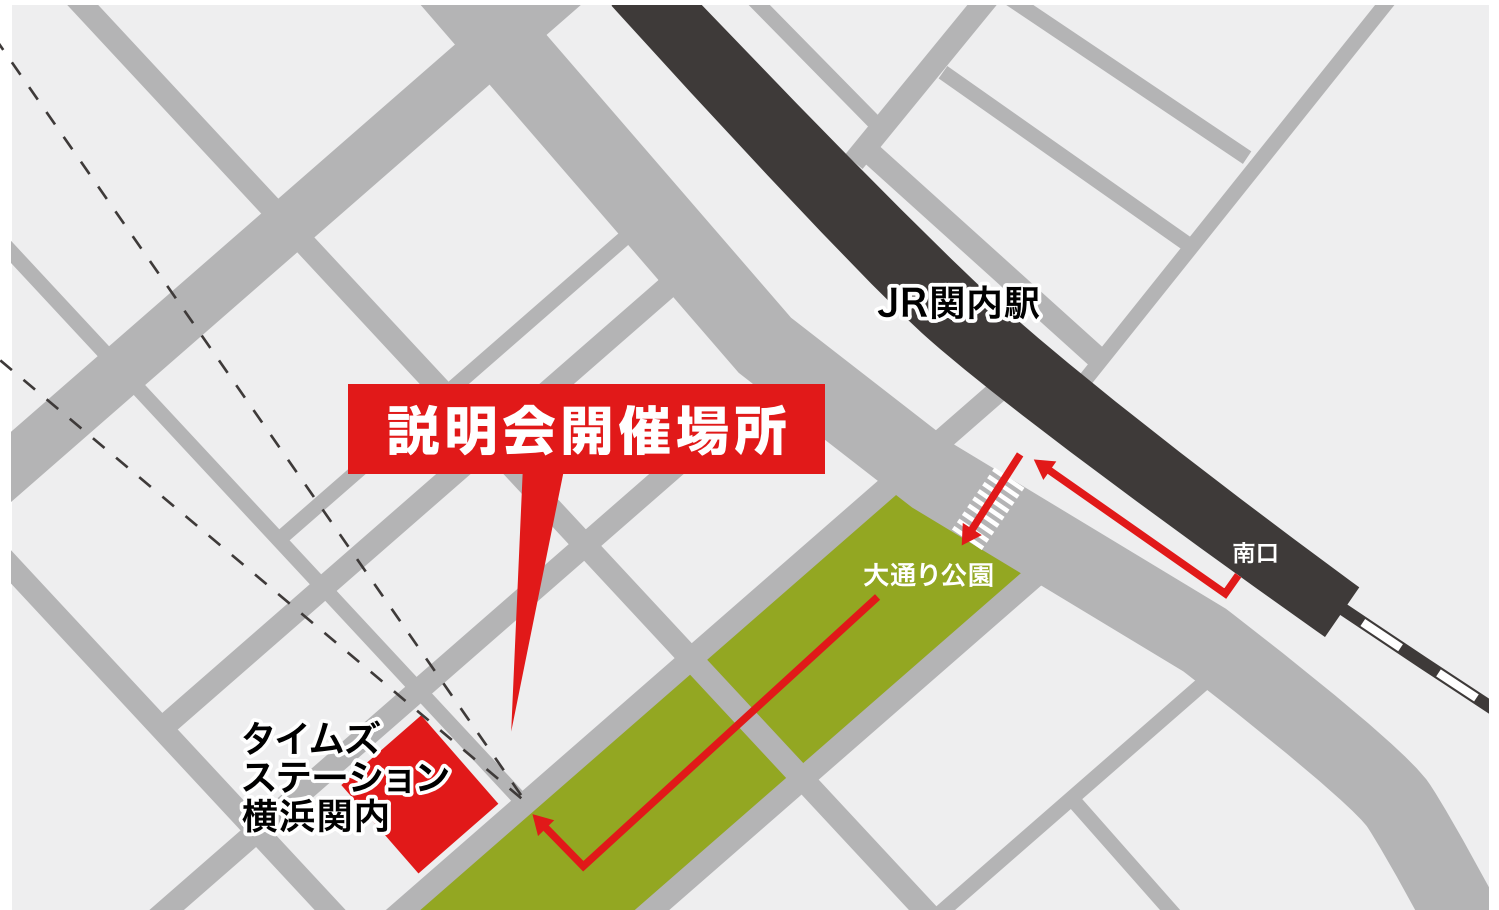 JR関内駅
説明会開催場所
南口
大通り公園
タイムズ
ステーション
横浜関内